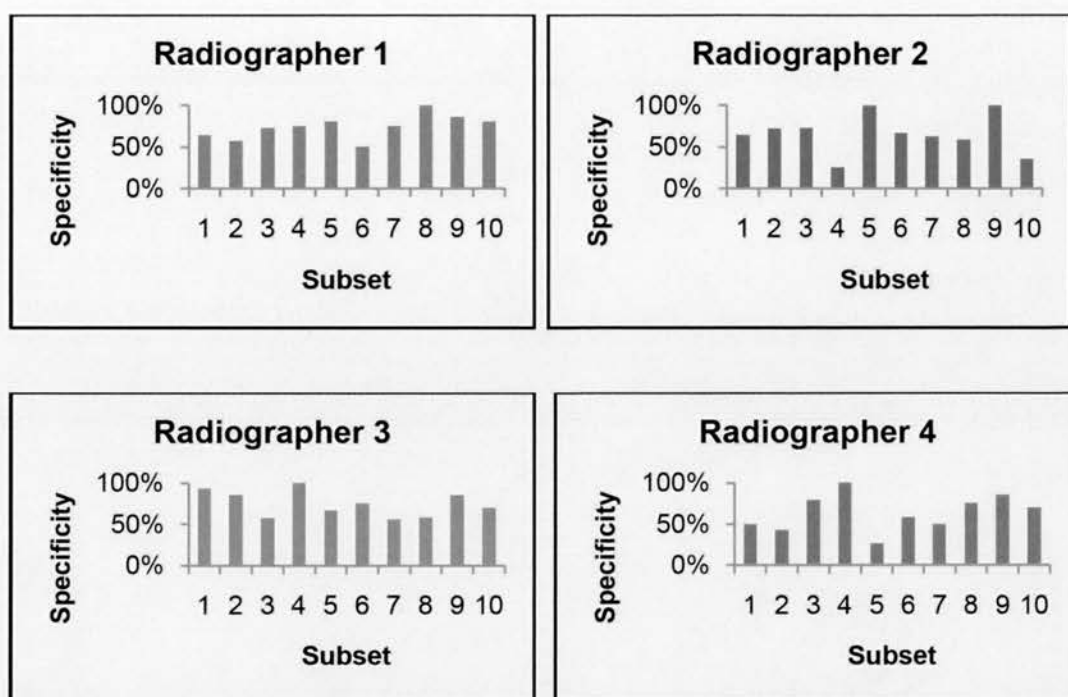 Radiographer 1
Specificity
100%
50%
0%
1 2 3 4 5 6 7 8 9 10
Subset
Radiographer 2
Specificity
100%
50%
0%
1 2 3 4 5 6 7 8 9 10
Subset
Radiographer 3
Specificity
100%
50%
0%
1 2 3 4 5 6 7 8 9 10
Subset
Radiographer 4
Specificity
100%
50%
0%
1 2 3 4 5 6 7 8 9 10
Subset